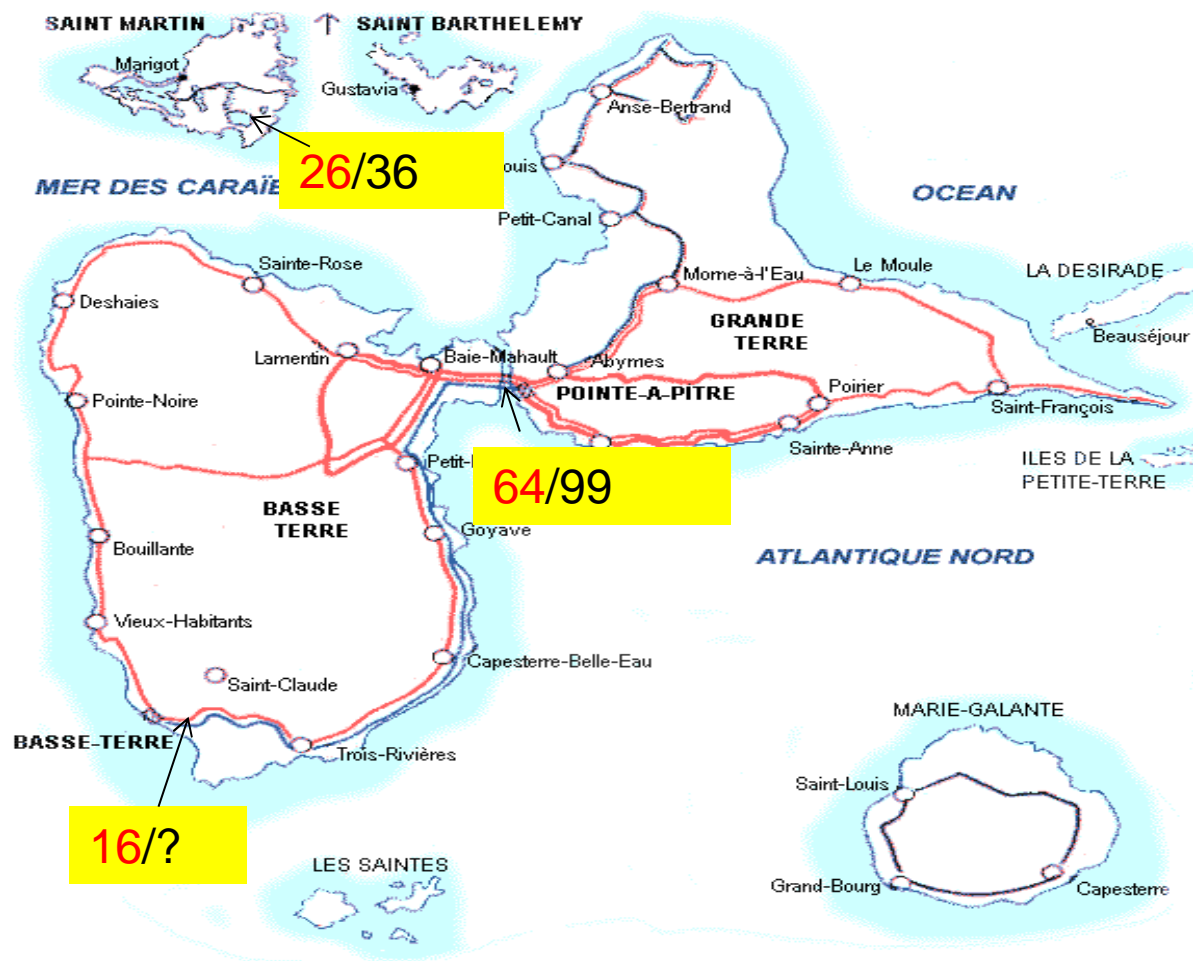 SAINT MARTIN
↑ SAINT BARTHELEMY
Marigot
Gustavia
Anse-Bertrand
26/36
ouis
MER DES CARAÏE
OCEAN
Petit-Canal
Sainte-Rose
Morne-à-l'Eau
Le Moule
LA DESIRADE
Deshaies
GRANDE
TERRE
Beauséjour
Lamentin
Baie-Mahault
Abymes
Pointe-Noire
POINTE-A-PITRE
Poirier
Saint-François
Sainte-Anne
Petit-
64/99
ILES DE LA
PETITE-TERRE
BASSE
TERRE
Goyave
Bouillante
ATLANTIQUE NORD
Vieux-Habitants
Capesterre-Belle-Eau
Saint-Claude
MARIE-GALANTE
BASSE-TERRE
Trois-Rivières
Saint-Louis
16/?
LES SAINTES
Grand-Bourg
Capesterre